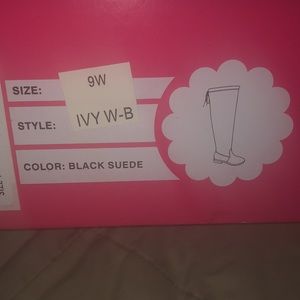 SIZE: 9W
STYLE: IVY W-B
COLOR: BLACK SUEDE